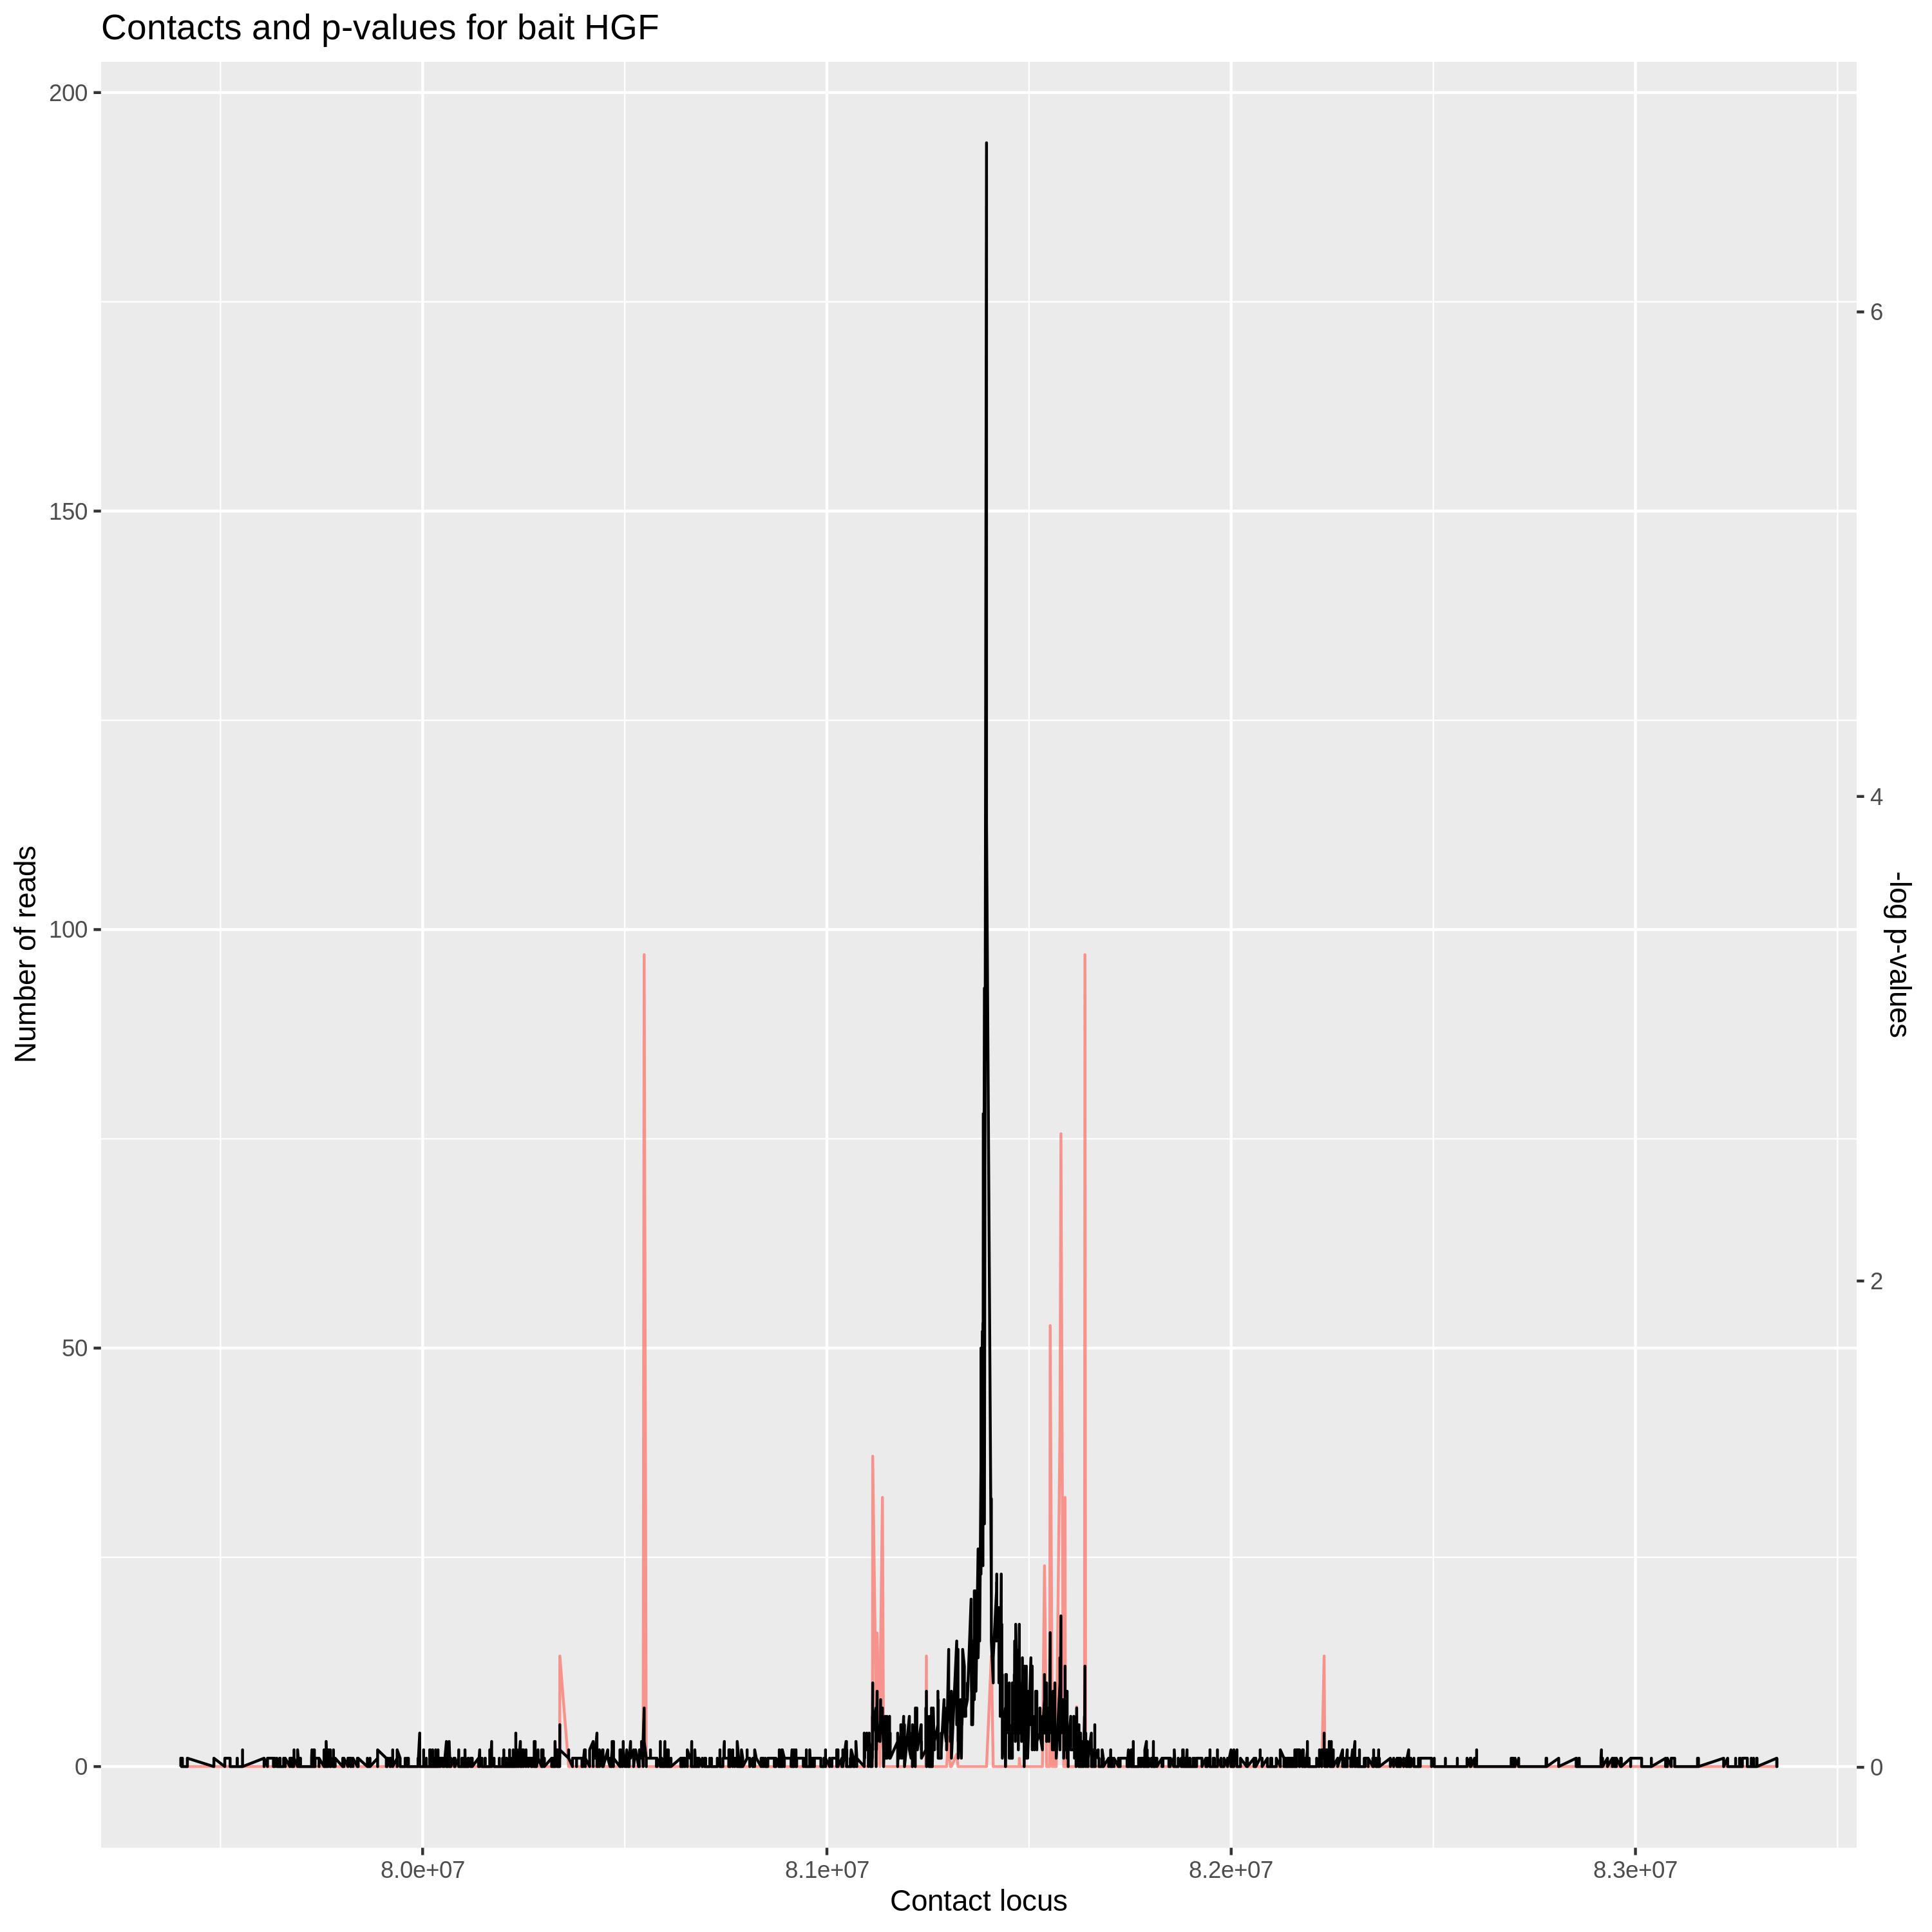 Contacts and p-values for bait HGF
200
150
100
50
0
Number of reads
6
4
2
0
-log p-values
8.0e+07
8.1e+07
8.2e+07
8.3e+07
Contact locus